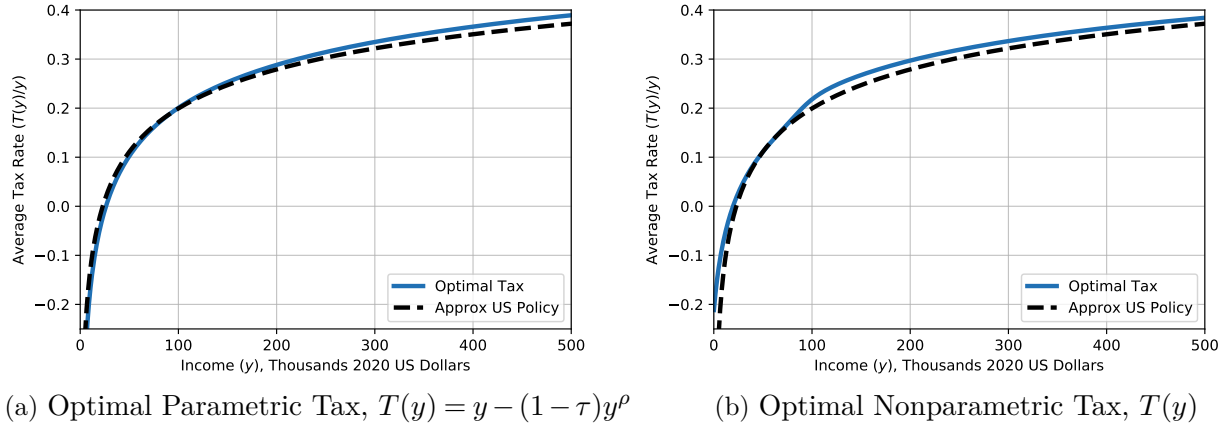 0.4
0.3
0.2
0.1
0.0
−0.1
−0.2
Average Tax Rate (T(y)/y)
0 100 200 300 400 500
Income (y), Thousands 2020 US Dollars
Optimal Tax
Approx US Policy
(a) Optimal Parametric Tax, T(y) = y − (1 − τ)y^ρ
0.4
0.3
0.2
0.1
0.0
−0.1
−0.2
Average Tax Rate (T(y)/y)
0 100 200 300 400 500
Income (y), Thousands 2020 US Dollars
Optimal Tax
Approx US Policy
(b) Optimal Nonparametric Tax, T(y)